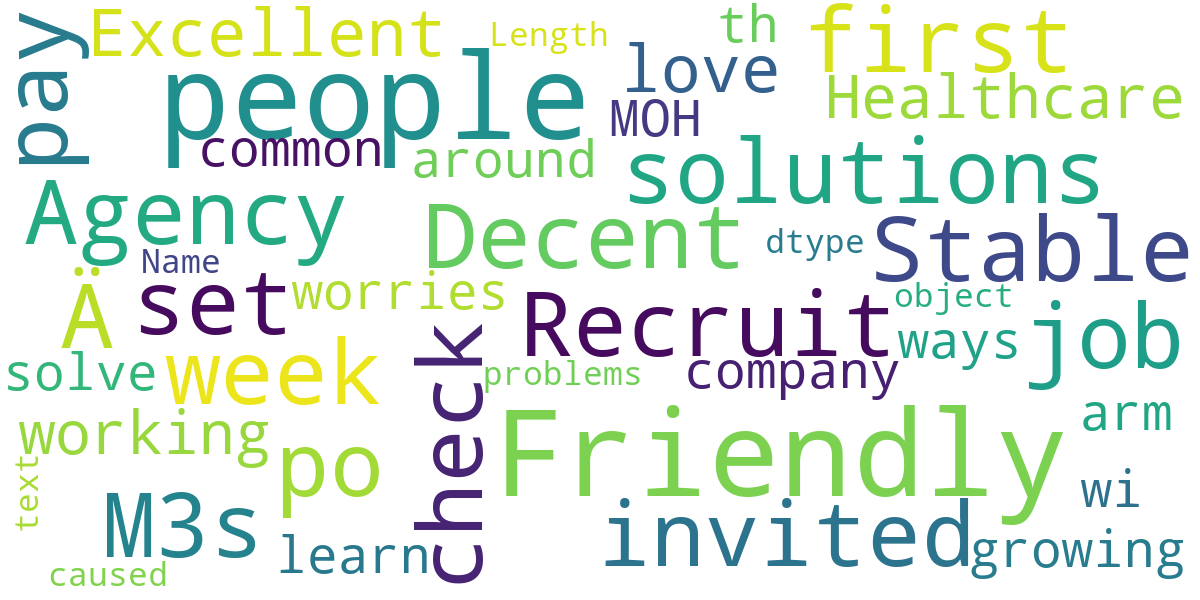 pay
Excellent
Length
th
first
people
love
Healthcare
MOH
common
around
solutions
Agency
Decent
dtype
Stable
Name
Ä
set
worries
Recruit
object
job
check
ways
solve
week
problems
company
working
po
Friendly
arm
text
M3s
learn
invited
wi
growing
caused